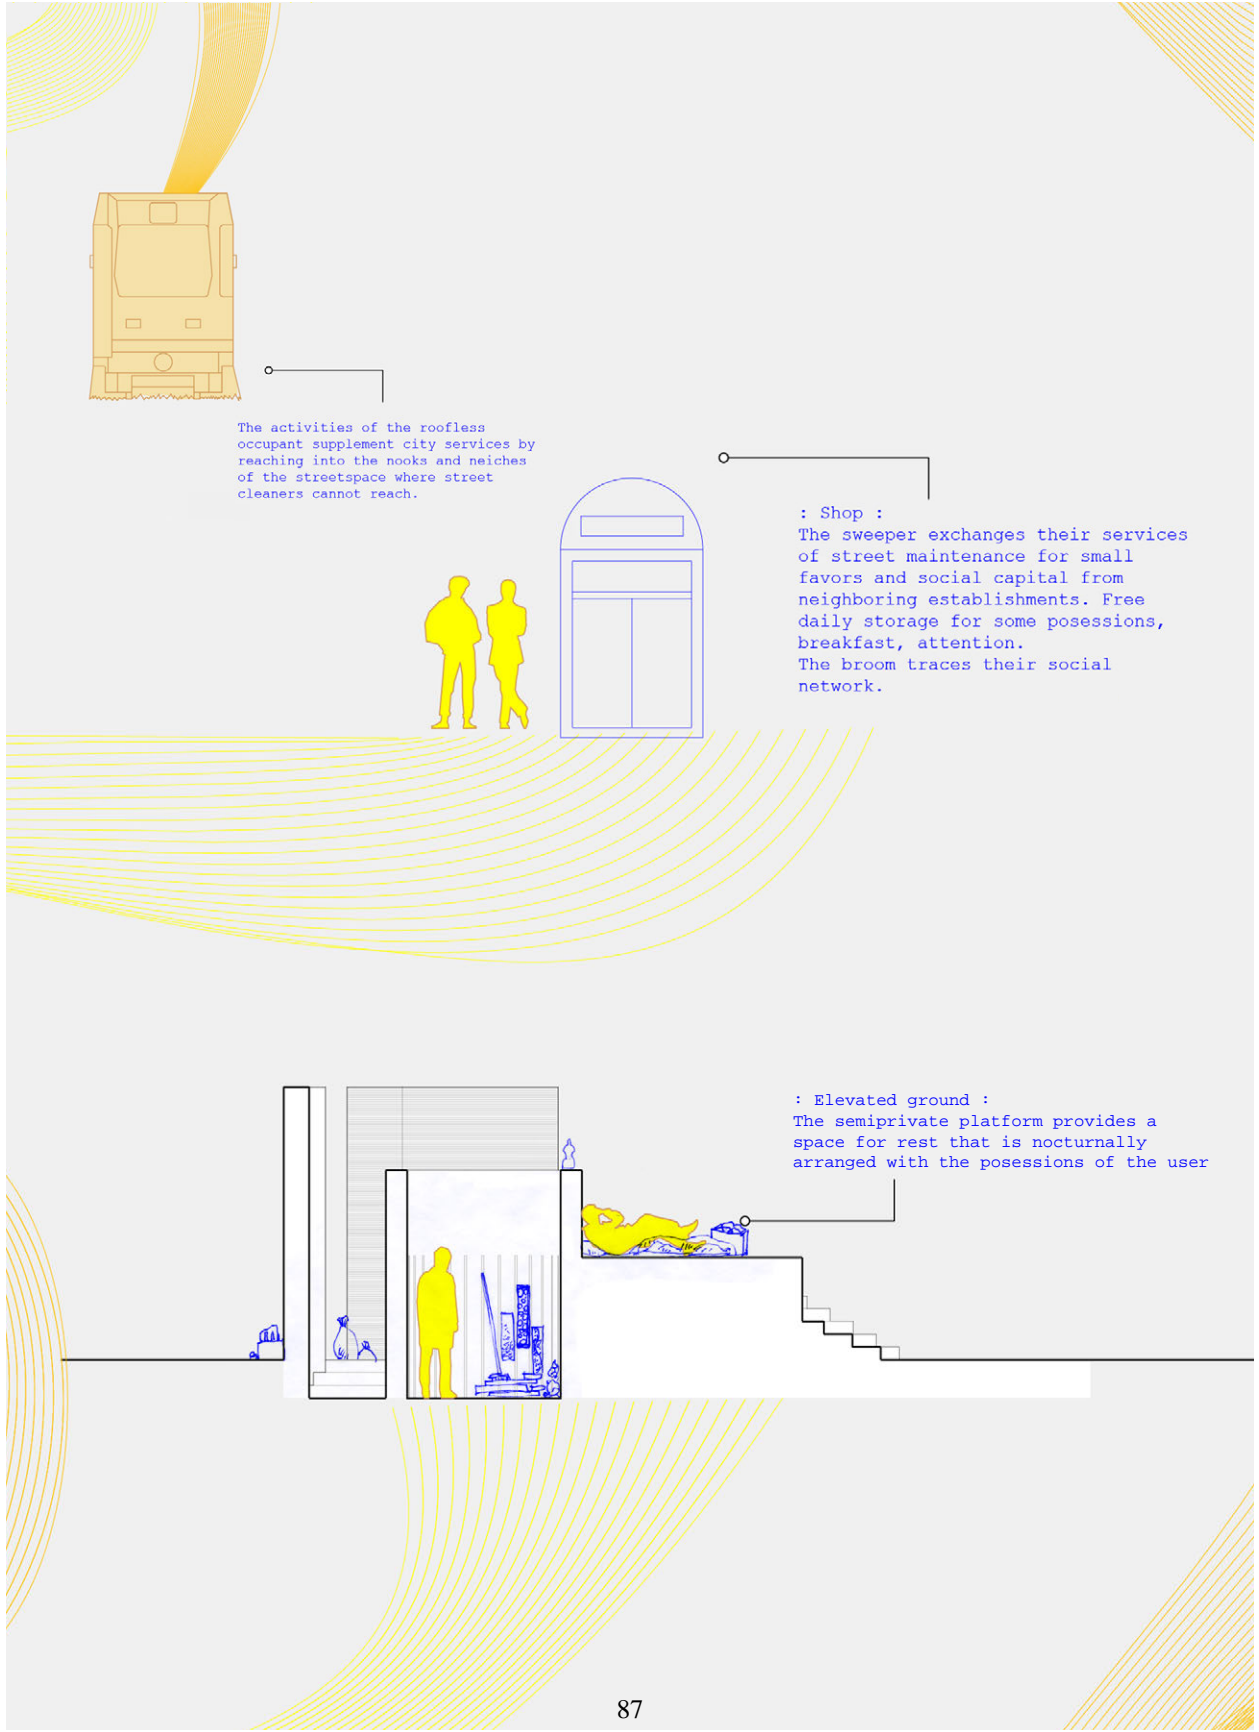 The activities of the roofless
occupant supplement city services by
reaching into the nooks and neiches
of the streetspace where street
cleaners cannot reach.
: Shop :
The sweeper exchanges their services
of street maintenance for small
favors and social capital from
neighboring establishments. Free
daily storage for some posessions,
breakfast, attention.
The broom traces their social
network.
: Elevated ground :
The semiprivate platform provides a
space for rest that is nocturnally
arranged with the posessions of the user
87